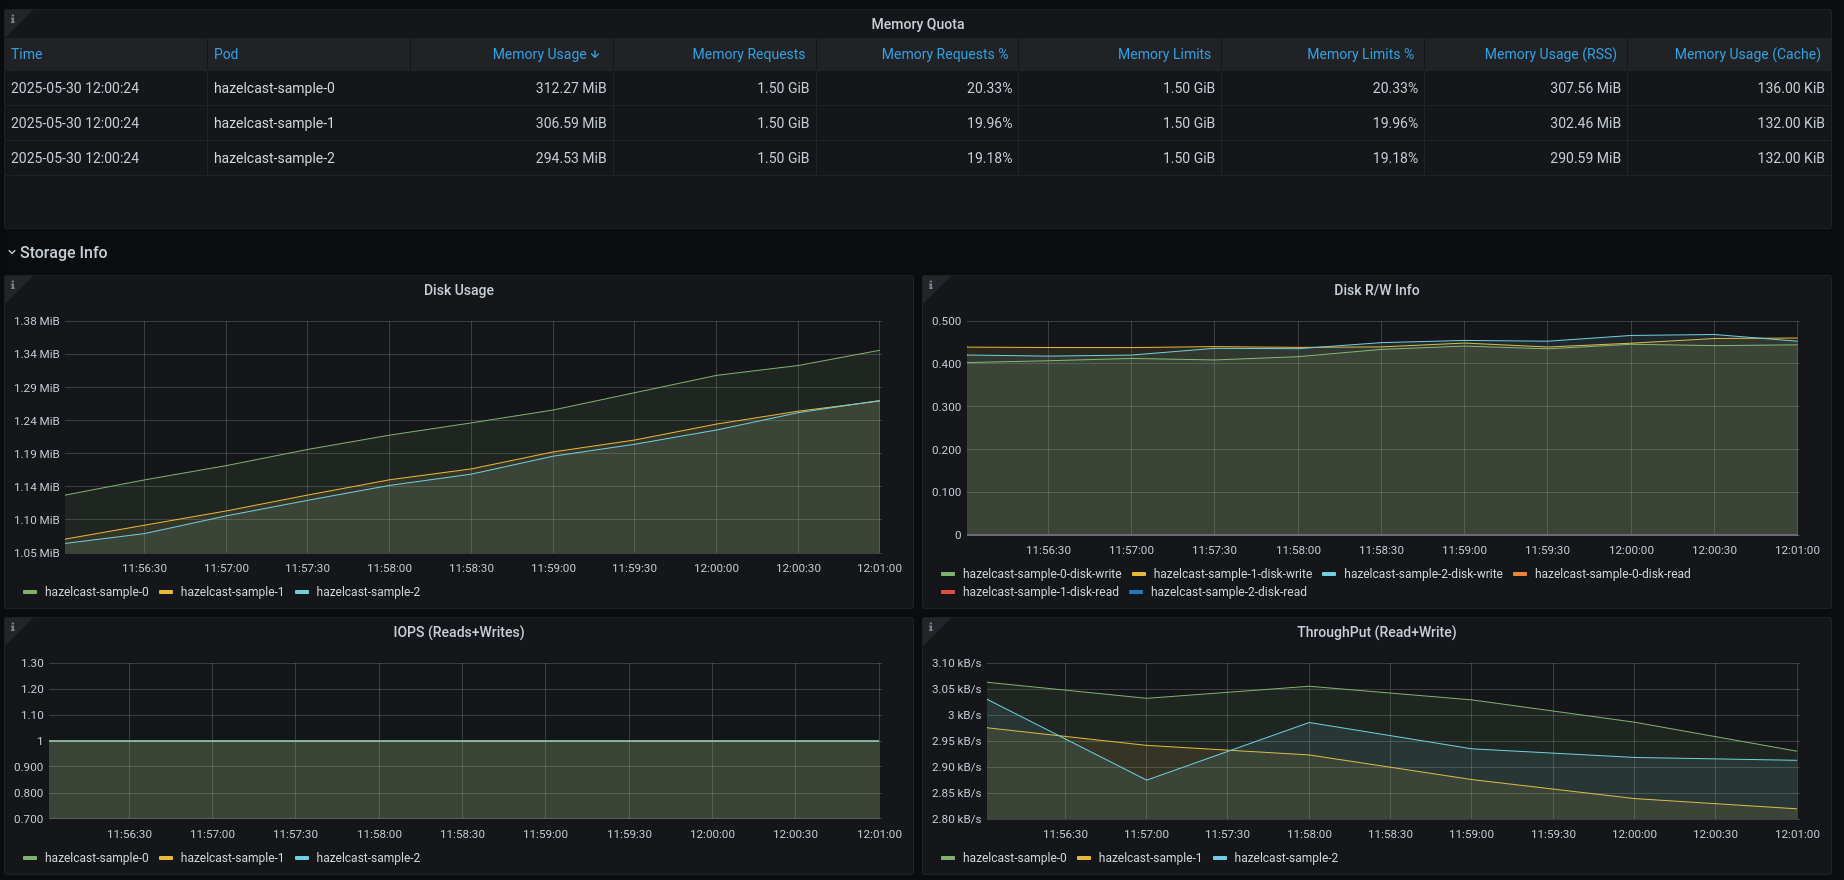 Memory Quota
Time Pod Memory Usage ↓ Memory Requests Memory Requests % Memory Limits Memory Limits % Memory Usage (RSS) Memory Usage (Cache)
2025-05-30 12:00:24 hazelcast-sample-0 312.27 MiB 1.50 GiB 20.33% 1.50 GiB 20.33% 307.56 MiB 136.00 KiB
2025-05-30 12:00:24 hazelcast-sample-1 306.59 MiB 1.50 GiB 19.96% 1.50 GiB 19.96% 302.46 MiB 132.00 KiB
2025-05-30 12:00:24 hazelcast-sample-2 294.53 MiB 1.50 GiB 19.18% 1.50 GiB 19.18% 290.59 MiB 132.00 KiB
Storage Info
Disk Usage
1.38 MiB
1.34 MiB
1.29 MiB
1.24 MiB
1.19 MiB
1.14 MiB
1.10 MiB
1.05 MiB
11:56:30 11:57:00 11:57:30 11:58:00 11:58:30 11:59:00 11:59:30 12:00:00 12:00:30 12:01:00
hazelcast-sample-0 hazelcast-sample-1 hazelcast-sample-2
Disk R/W Info
0.500
0.400
0.300
0.200
0.100
0
11:56:30 11:57:00 11:57:30 11:58:00 11:58:30 11:59:00 11:59:30 12:00:00 12:00:30 12:01:00
hazelcast-sample-0-disk-write hazelcast-sample-1-disk-write hazelcast-sample-2-disk-write hazelcast-sample-0-disk-read
hazelcast-sample-1-disk-read hazelcast-sample-2-disk-read
IOPS (Reads+Writes)
1.30
1.20
1.10
1
0.900
0.800
0.700
11:56:30 11:57:00 11:57:30 11:58:00 11:58:30 11:59:00 11:59:30 12:00:00 12:00:30 12:01:00
hazelcast-sample-0 hazelcast-sample-1 hazelcast-sample-2
ThroughPut (Read+Write)
3.10 kB/s
3.05 kB/s
3 kB/s
2.95 kB/s
2.90 kB/s
2.85 kB/s
2.80 kB/s
11:56:30 11:57:00 11:57:30 11:58:00 11:58:30 11:59:00 11:59:30 12:00:00 12:00:30 12:01:00
hazelcast-sample-0 hazelcast-sample-1 hazelcast-sample-2